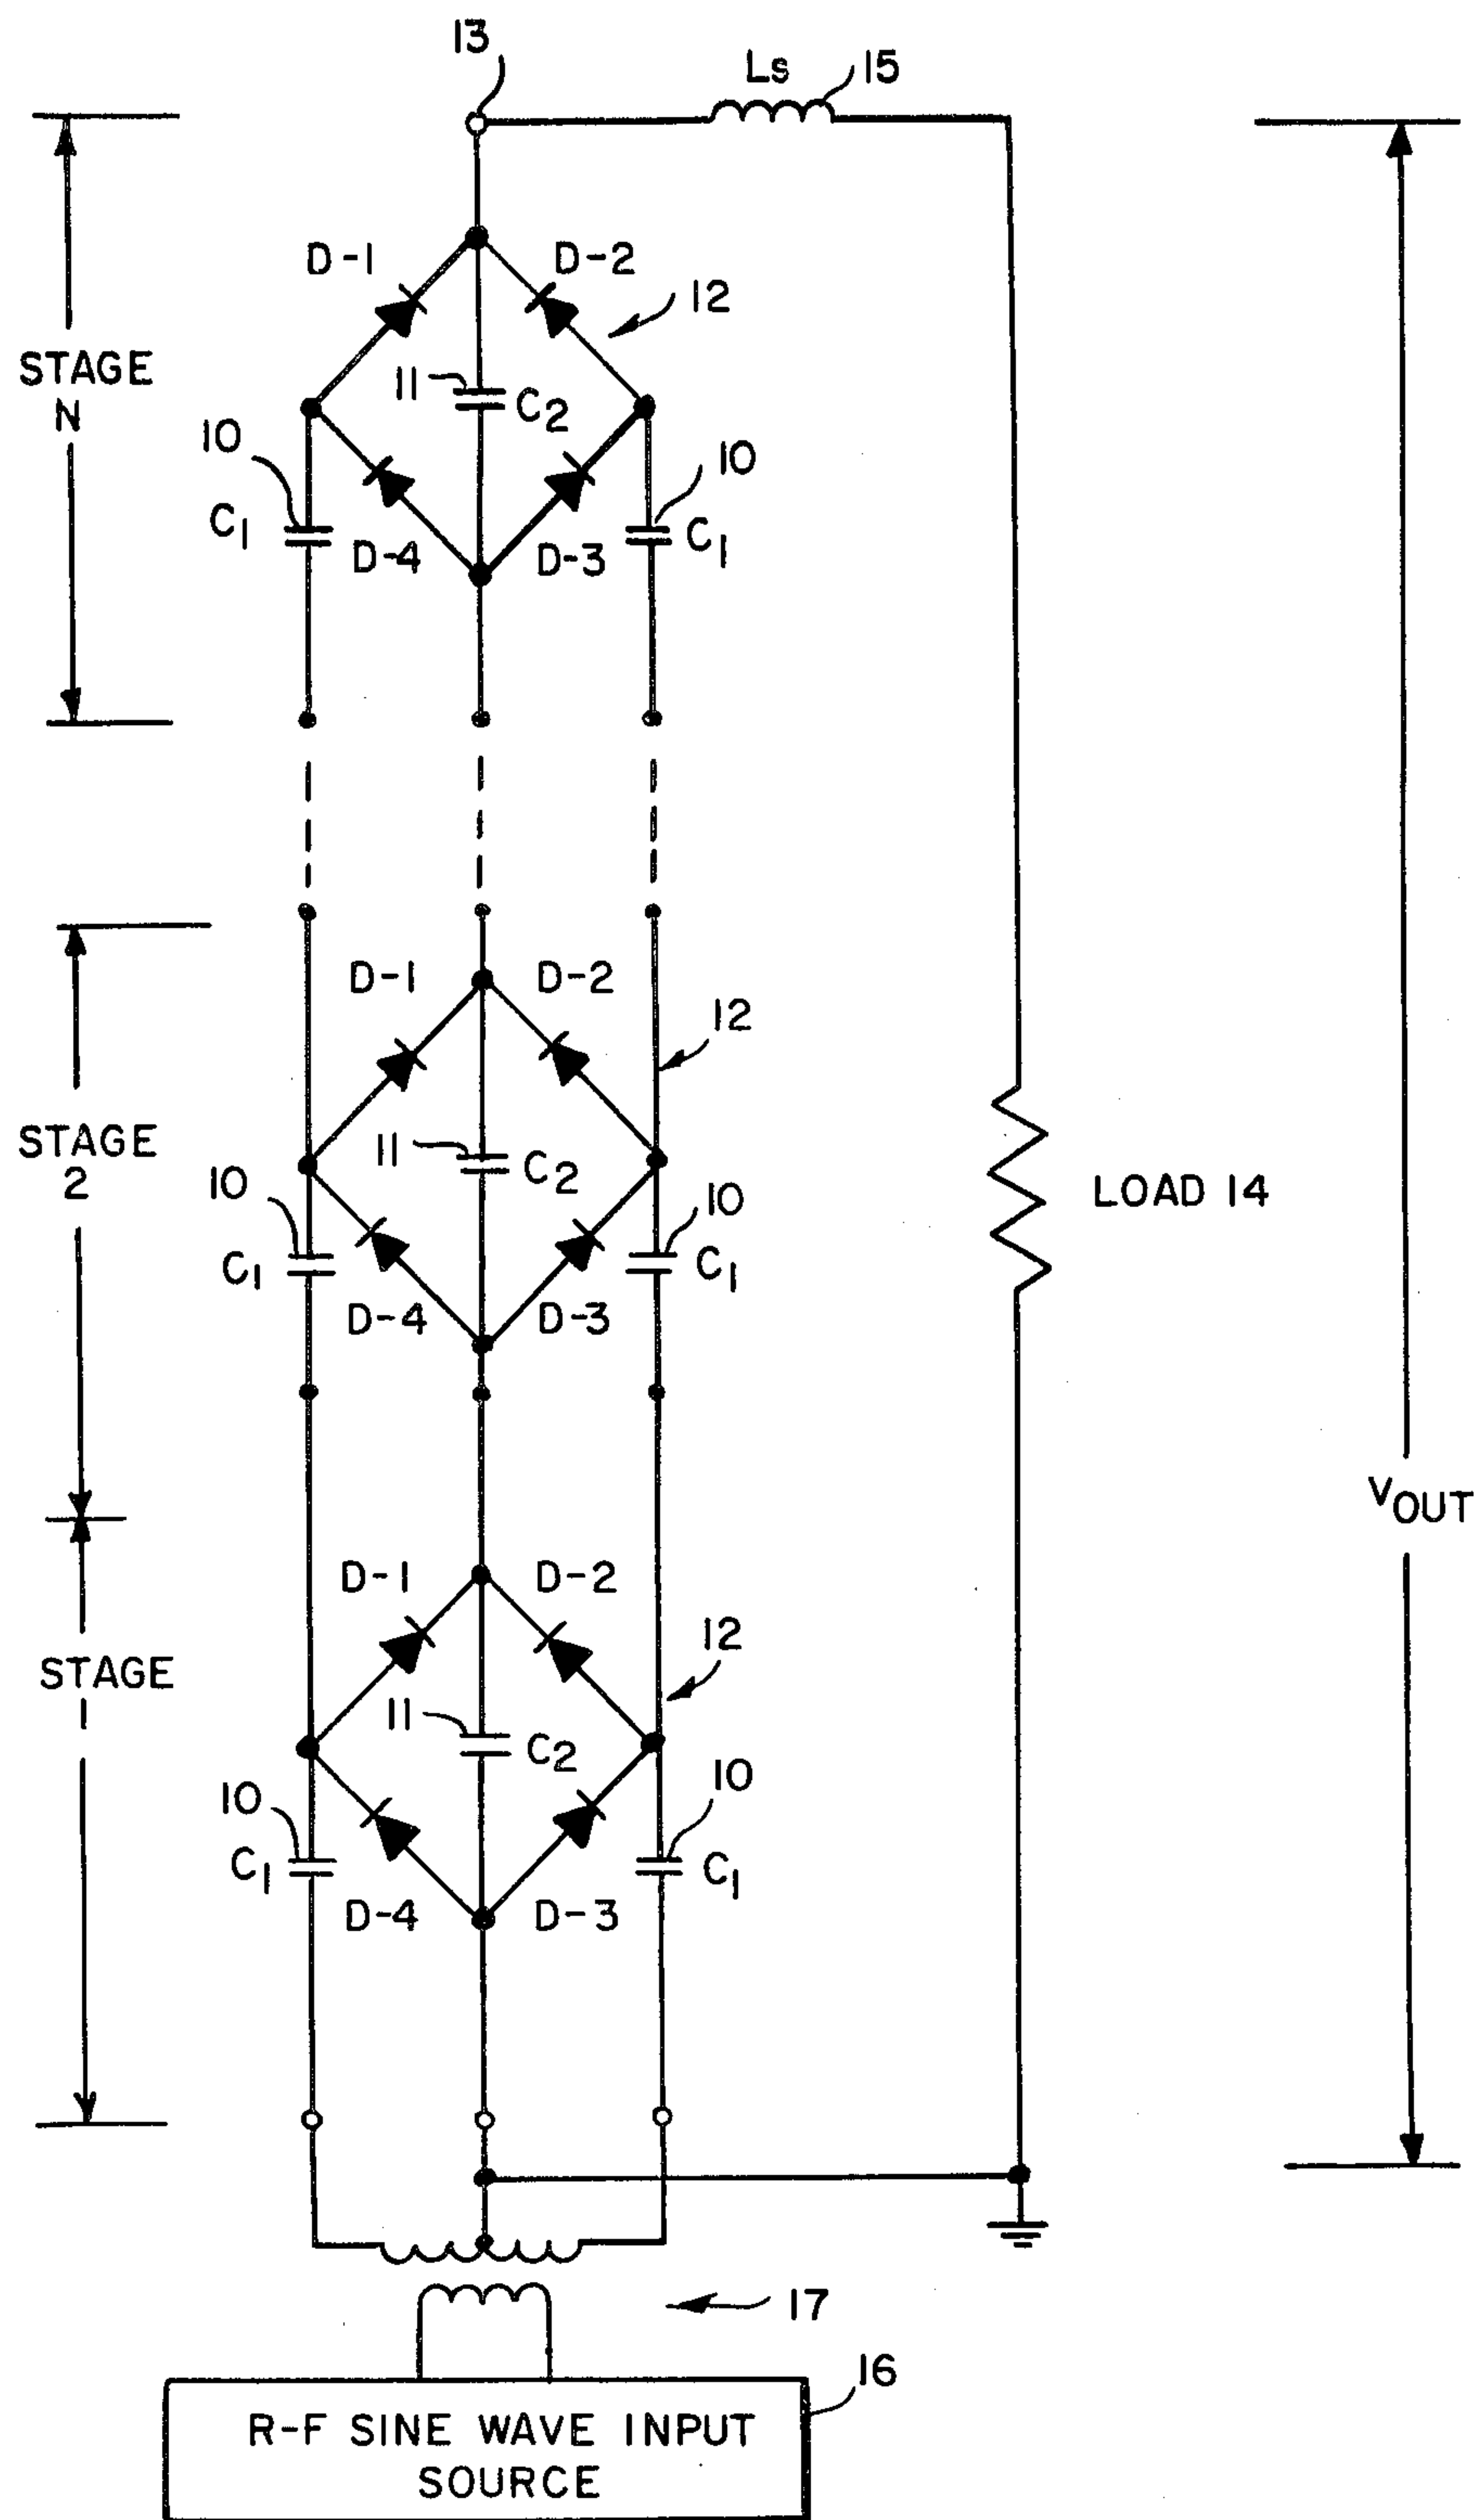 13
Ls 15
D-1 D-2
12
STAGE
N
11 C2
10 10
C1 C1
D-4 D-3
D-1 D-2
12
STAGE
2
11 C2
10 10
LOAD 14
C1 C1
D-4 D-3
VOUT
D-1 D-2
12
STAGE
1
11 C2
10 10
C1 C1
D-4 D-3
17
16
R-F SINE WAVE INPUT
SOURCE